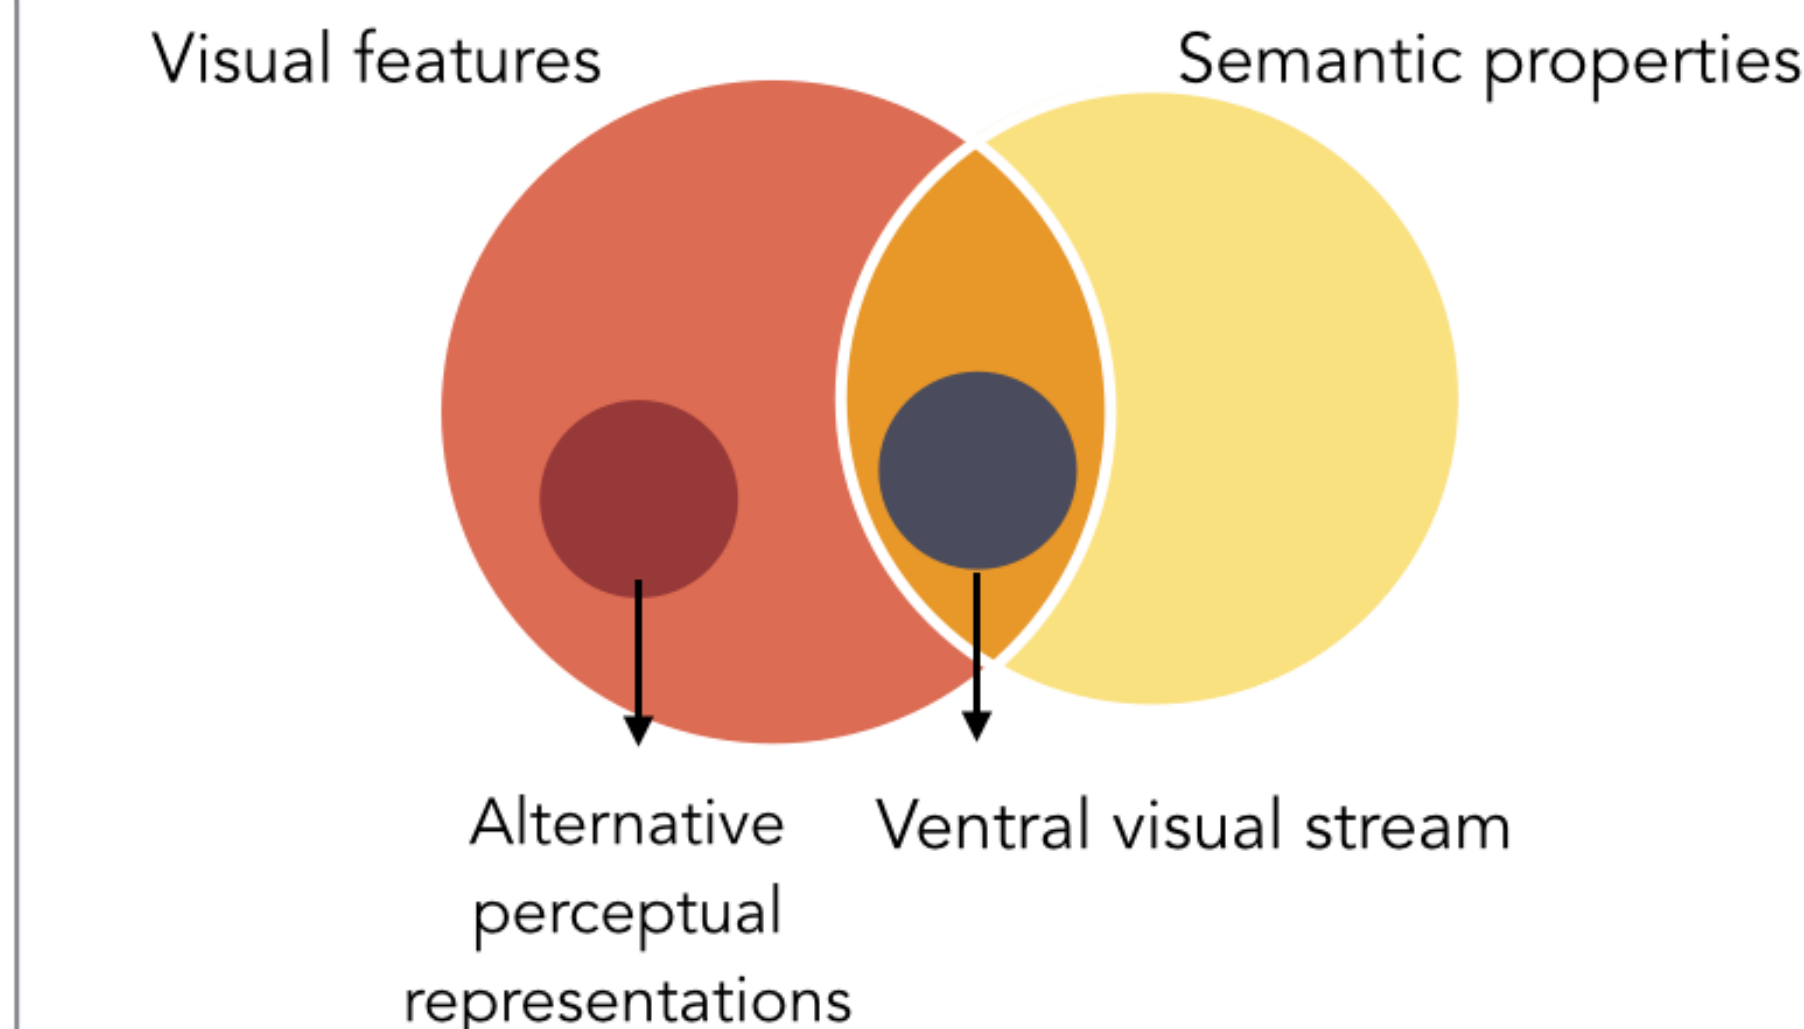 Visual features
Semantic properties
Alternative
perceptual
representations
Ventral visual stream